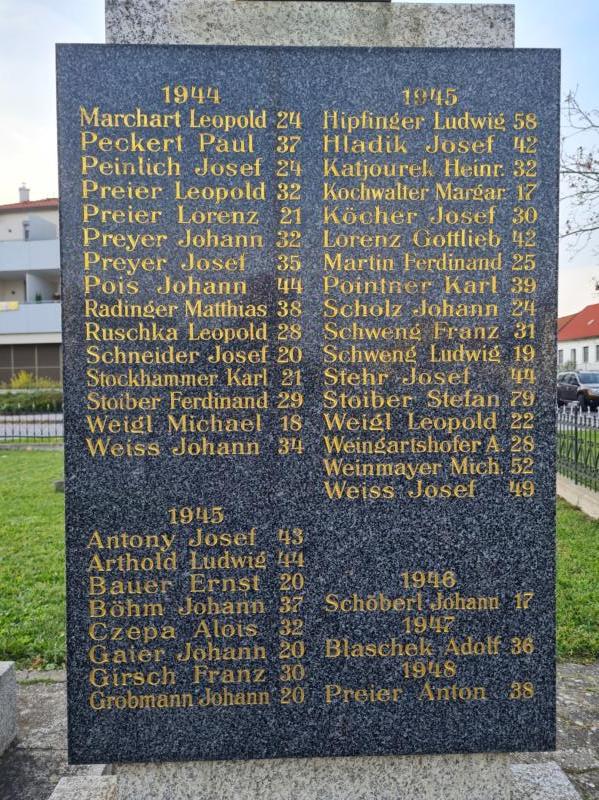 1944
Marchart Leopold 24
Peckert Paul 37
Peinlich Josef 24
Preier Leopold 32
Preier Lorenz 21
Preyer Johann 32
Preyer Josef 35
Pois Johann 44
Radinger Matthias 38
Ruschka Leopold 28
Schneider Josef 20
Stockhammer Karl 21
Stoiber Ferdinand 29
Weigl Michael 18
Weiss Johann 34
1945
Antony Josef 43
Arthold Ludwig 44
Bauer Ernst 20
Böhm Johann 37
Czepa Alois 32
Gaier Johann 20
Girsch Franz 30
Grobmann Johann 20
1945
Hipfinger Ludwig 58
Hladik Josef 42
Katjourek Heinr. 32
Kochwalter Margar. 17
Köcher Josef 30
Lorenz Gottlieb 42
Martin Ferdinand 25
Pointner Karl 39
Scholz Johann 24
Schweng Franz 31
Schweng Ludwig 19
Stehr Josef 44
Stoiber Stefan 79
Weigl Leopold 22
Weingartshofer A. 28
Weinmayer Mich. 52
Weiss Josef 49
1946
Schöberl Johann 17
1947
Blaschek Adolf 36
1948
Preier Anton 38